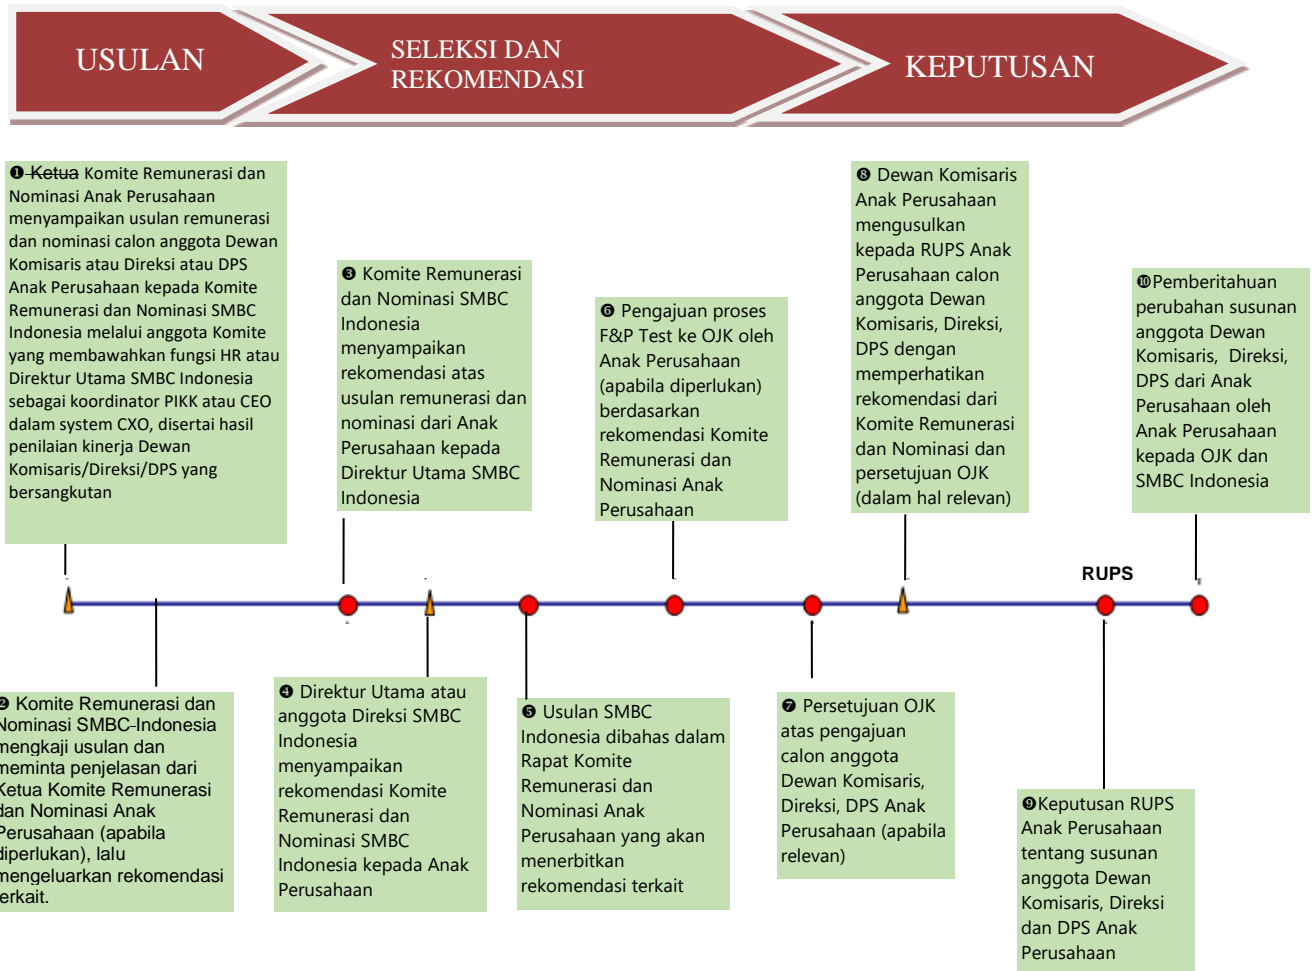 USULAN
SELEKSI DAN
REKOMENDASI
KEPUTUSAN
❶ Ketua Komite Remunerasi dan
Nominasi Anak Perusahaan
menyampaikan usulan remunerasi
dan nominasi calon anggota Dewan
Komisaris atau Direksi atau DPS
Anak Perusahaan kepada Komite
Remunerasi dan Nominasi SMBC
Indonesia melalui anggota Komite
yang membawahkan fungsi HR atau
Direktur Utama SMBC Indonesia
sebagai koordinator PIKK atau CEO
dalam system CXO, disertai hasil
penilaian kinerja Dewan
Komisaris/Direksi/DPS yang
bersangkutan
❷ Komite Remunerasi dan
Nominasi SMBC-Indonesia
mengkaji usulan dan
meminta penjelasan dari
Ketua Komite Remunerasi
dan Nominasi Anak
Perusahaan (apabila
diperlukan), lalu
mengeluarkan rekomendasi
terkait.
❸ Komite Remunerasi
dan Nominasi SMBC
Indonesia
menyampaikan
rekomendasi atas
usulan remunerasi dan
nominasi dari Anak
Perusahaan kepada
Direktur Utama SMBC
Indonesia
❹ Direktur Utama atau
anggota Direksi SMBC
Indonesia
menyampaikan
rekomendasi Komite
Remunerasi dan
Nominasi SMBC
Indonesia kepada Anak
Perusahaan
❺ Usulan SMBC
Indonesia dibahas dalam
Rapat Komite
Remunerasi dan
Nominasi Anak
Perusahaan yang akan
menerbitkan
rekomendasi terkait
❻ Pengajuan proses
F&P Test ke OJK oleh
Anak Perusahaan
(apabila diperlukan)
berdasarkan
rekomendasi Komite
Remunerasi dan
Nominasi Anak
Perusahaan
❼ Persetujuan OJK
atas pengajuan
calon anggota
Dewan Komisaris,
Direksi, DPS Anak
Perusahaan (apabila
relevan)
❽ Dewan Komisaris
Anak Perusahaan
mengusulkan
kepada RUPS Anak
Perusahaan calon
anggota Dewan
Komisaris, Direksi,
DPS dengan
memperhatikan
rekomendasi dari
Komite Remunerasi
dan Nominasi dan
persetujuan OJK
(dalam hal relevan)
RUPS
❾Keputusan RUPS
Anak Perusahaan
tentang susunan
anggota Dewan
Komisaris, Direksi
dan DPS Anak
Perusahaan
❿Pemberitahuan
perubahan susunan
anggota Dewan
Komisaris, Direksi,
DPS dari Anak
Perusahaan oleh
Anak Perusahaan
kepada OJK dan
SMBC Indonesia